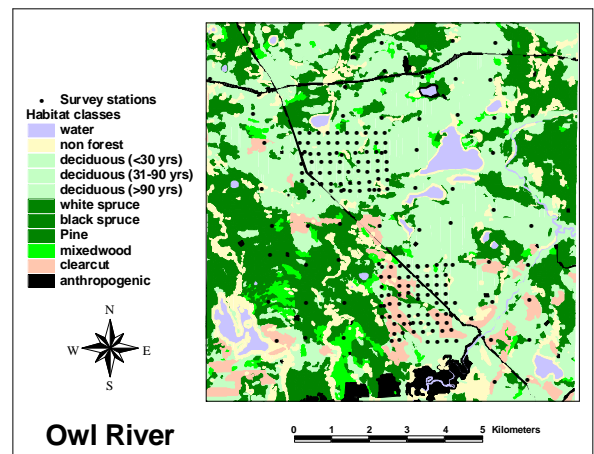 Survey stations
Habitat classes
water
non forest
deciduous (<30 yrs)
deciduous (31-90 yrs)
deciduous (>90 yrs)
white spruce
black spruce
Pine
mixedwood
clearcut
anthropogenic
N
W E
S
Owl River
0 1 2 3 4 5 Kilometers